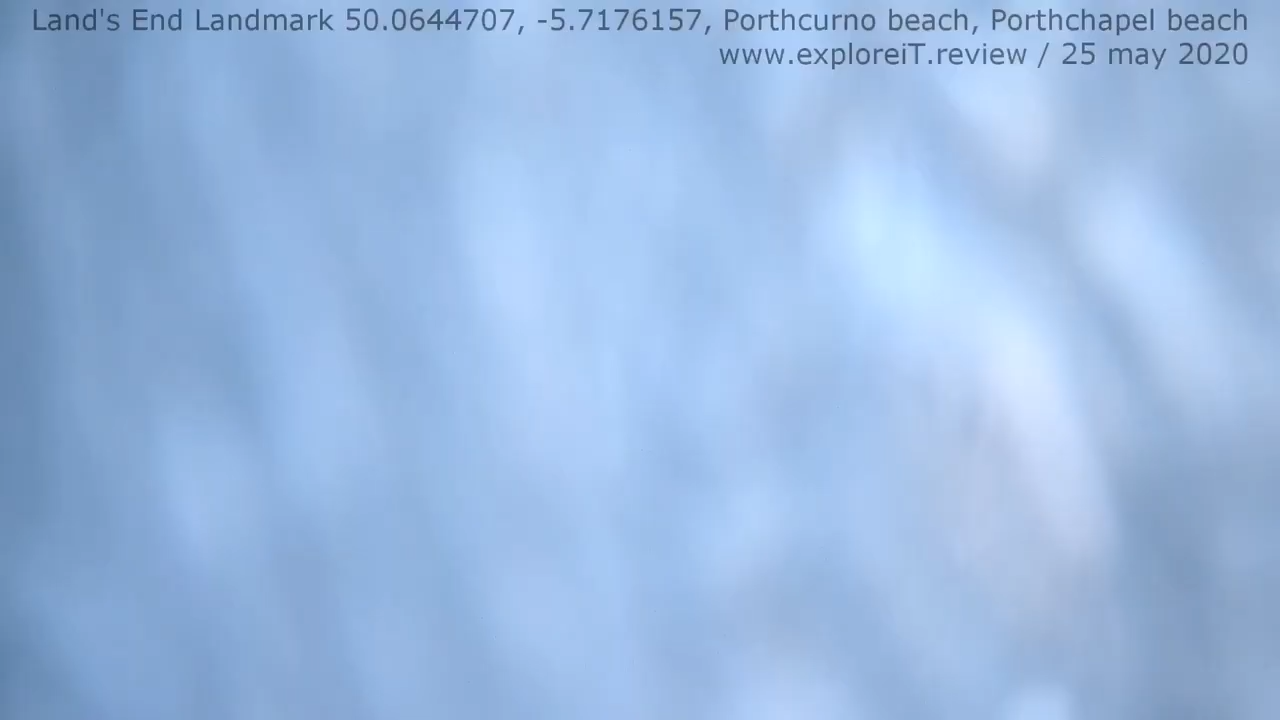 Land's End Landmark 50.0644707, -5.7176157, Porthcurno beach, Porthchapel beach
www.exploreiT.review / 25 may 2020